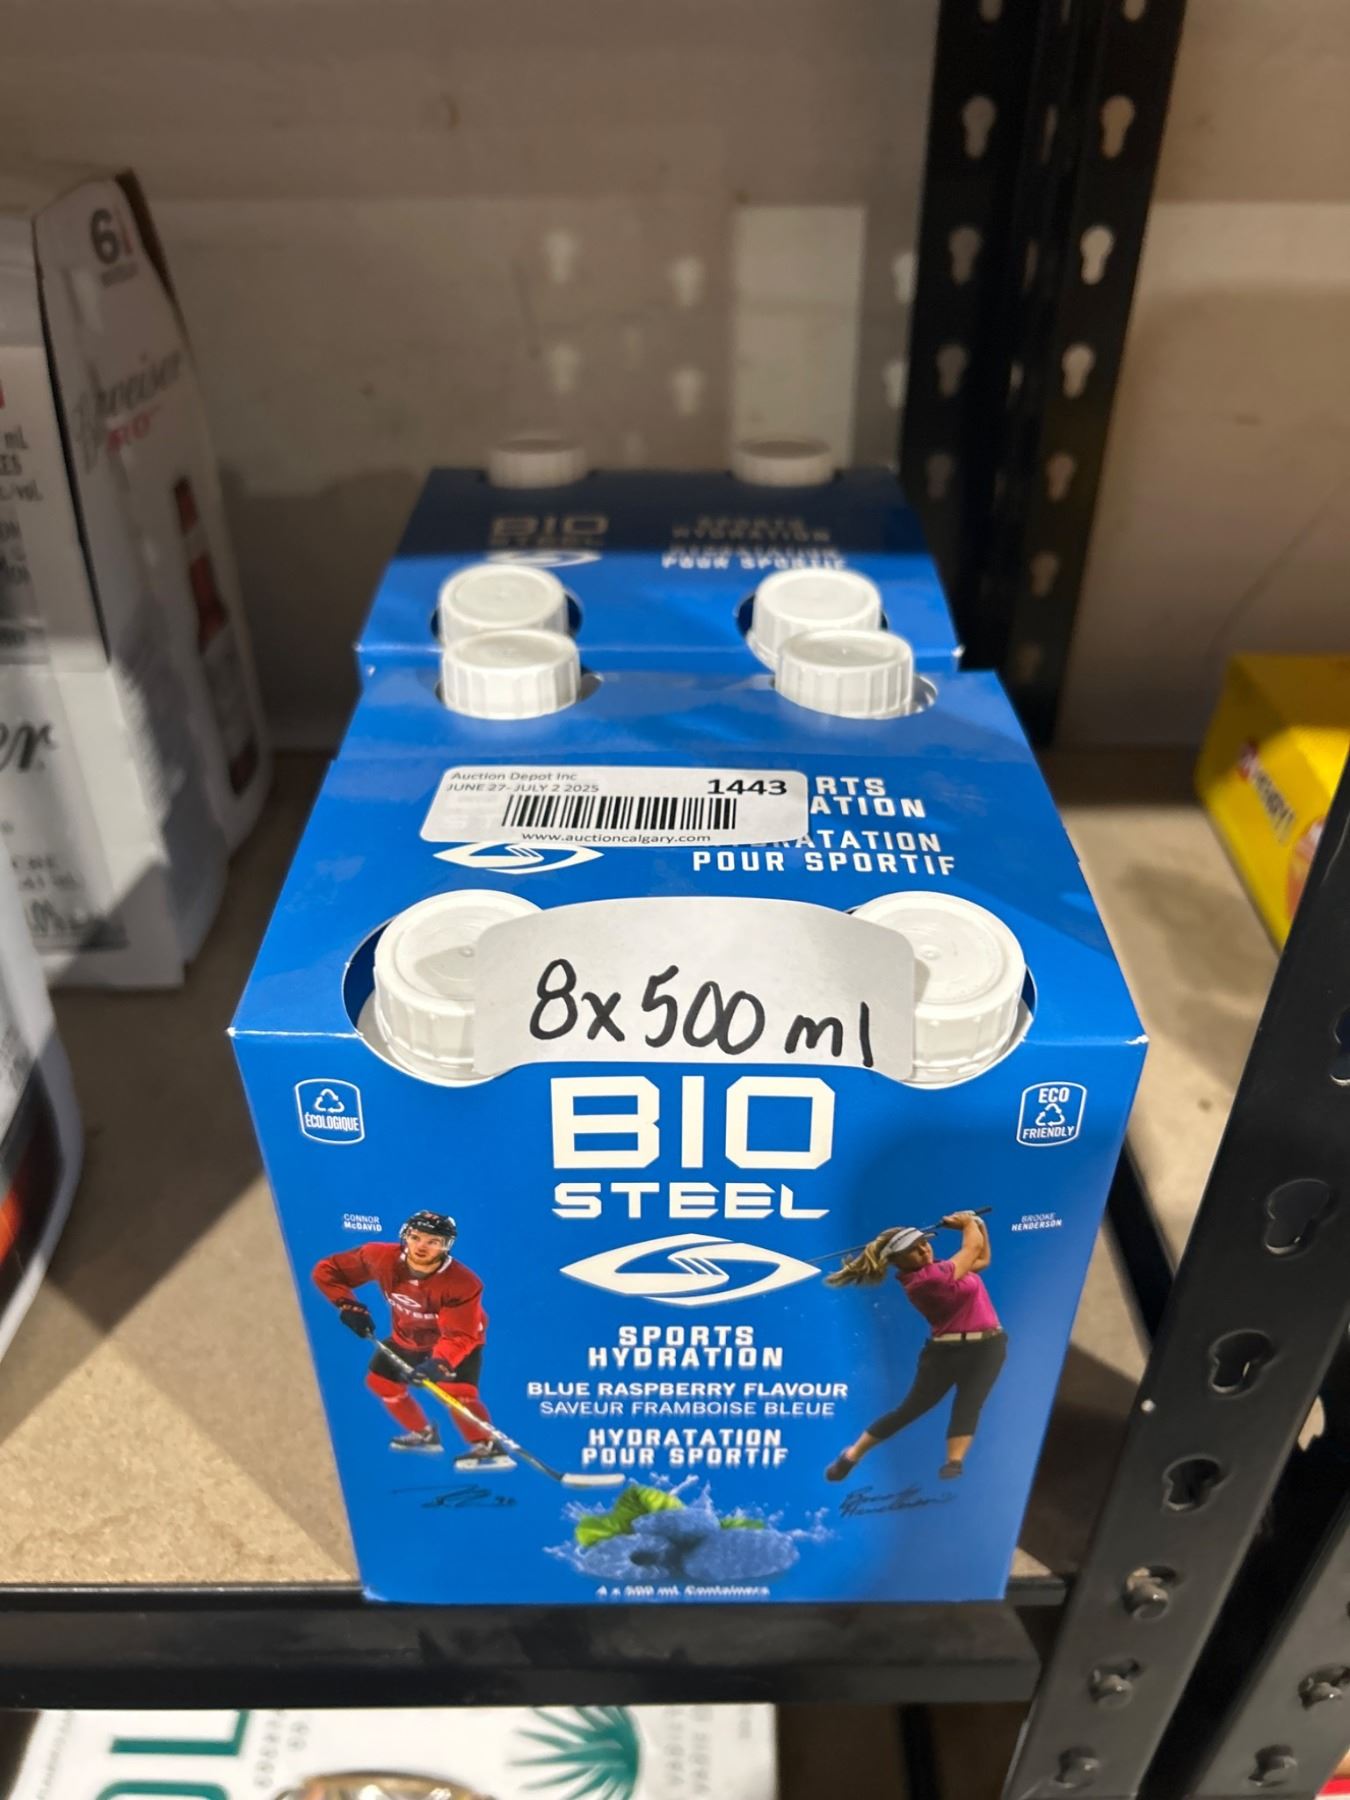 6
BIO
STEEL
SPORTS
HYDRATION
HYDRATATION
POUR SPORTIF
Auction Depot Inc
JUNE 27- JULY 2 2025
1443
www.auctioncalgary.com
RTS
ATION
ATATION
POUR SPORTIF
8x500 ml
ÉCOLOGIQUE
ECO
FRIENDLY
BIO
STEEL
CONNOR
McDAVID
BROOKE
HENDERSON
SPORTS
HYDRATION
BLUE RASPBERRY FLAVOUR
SAVEUR FRAMBOISE BLEUE
HYDRATATION
POUR SPORTIF
4 x 500 mL Containers